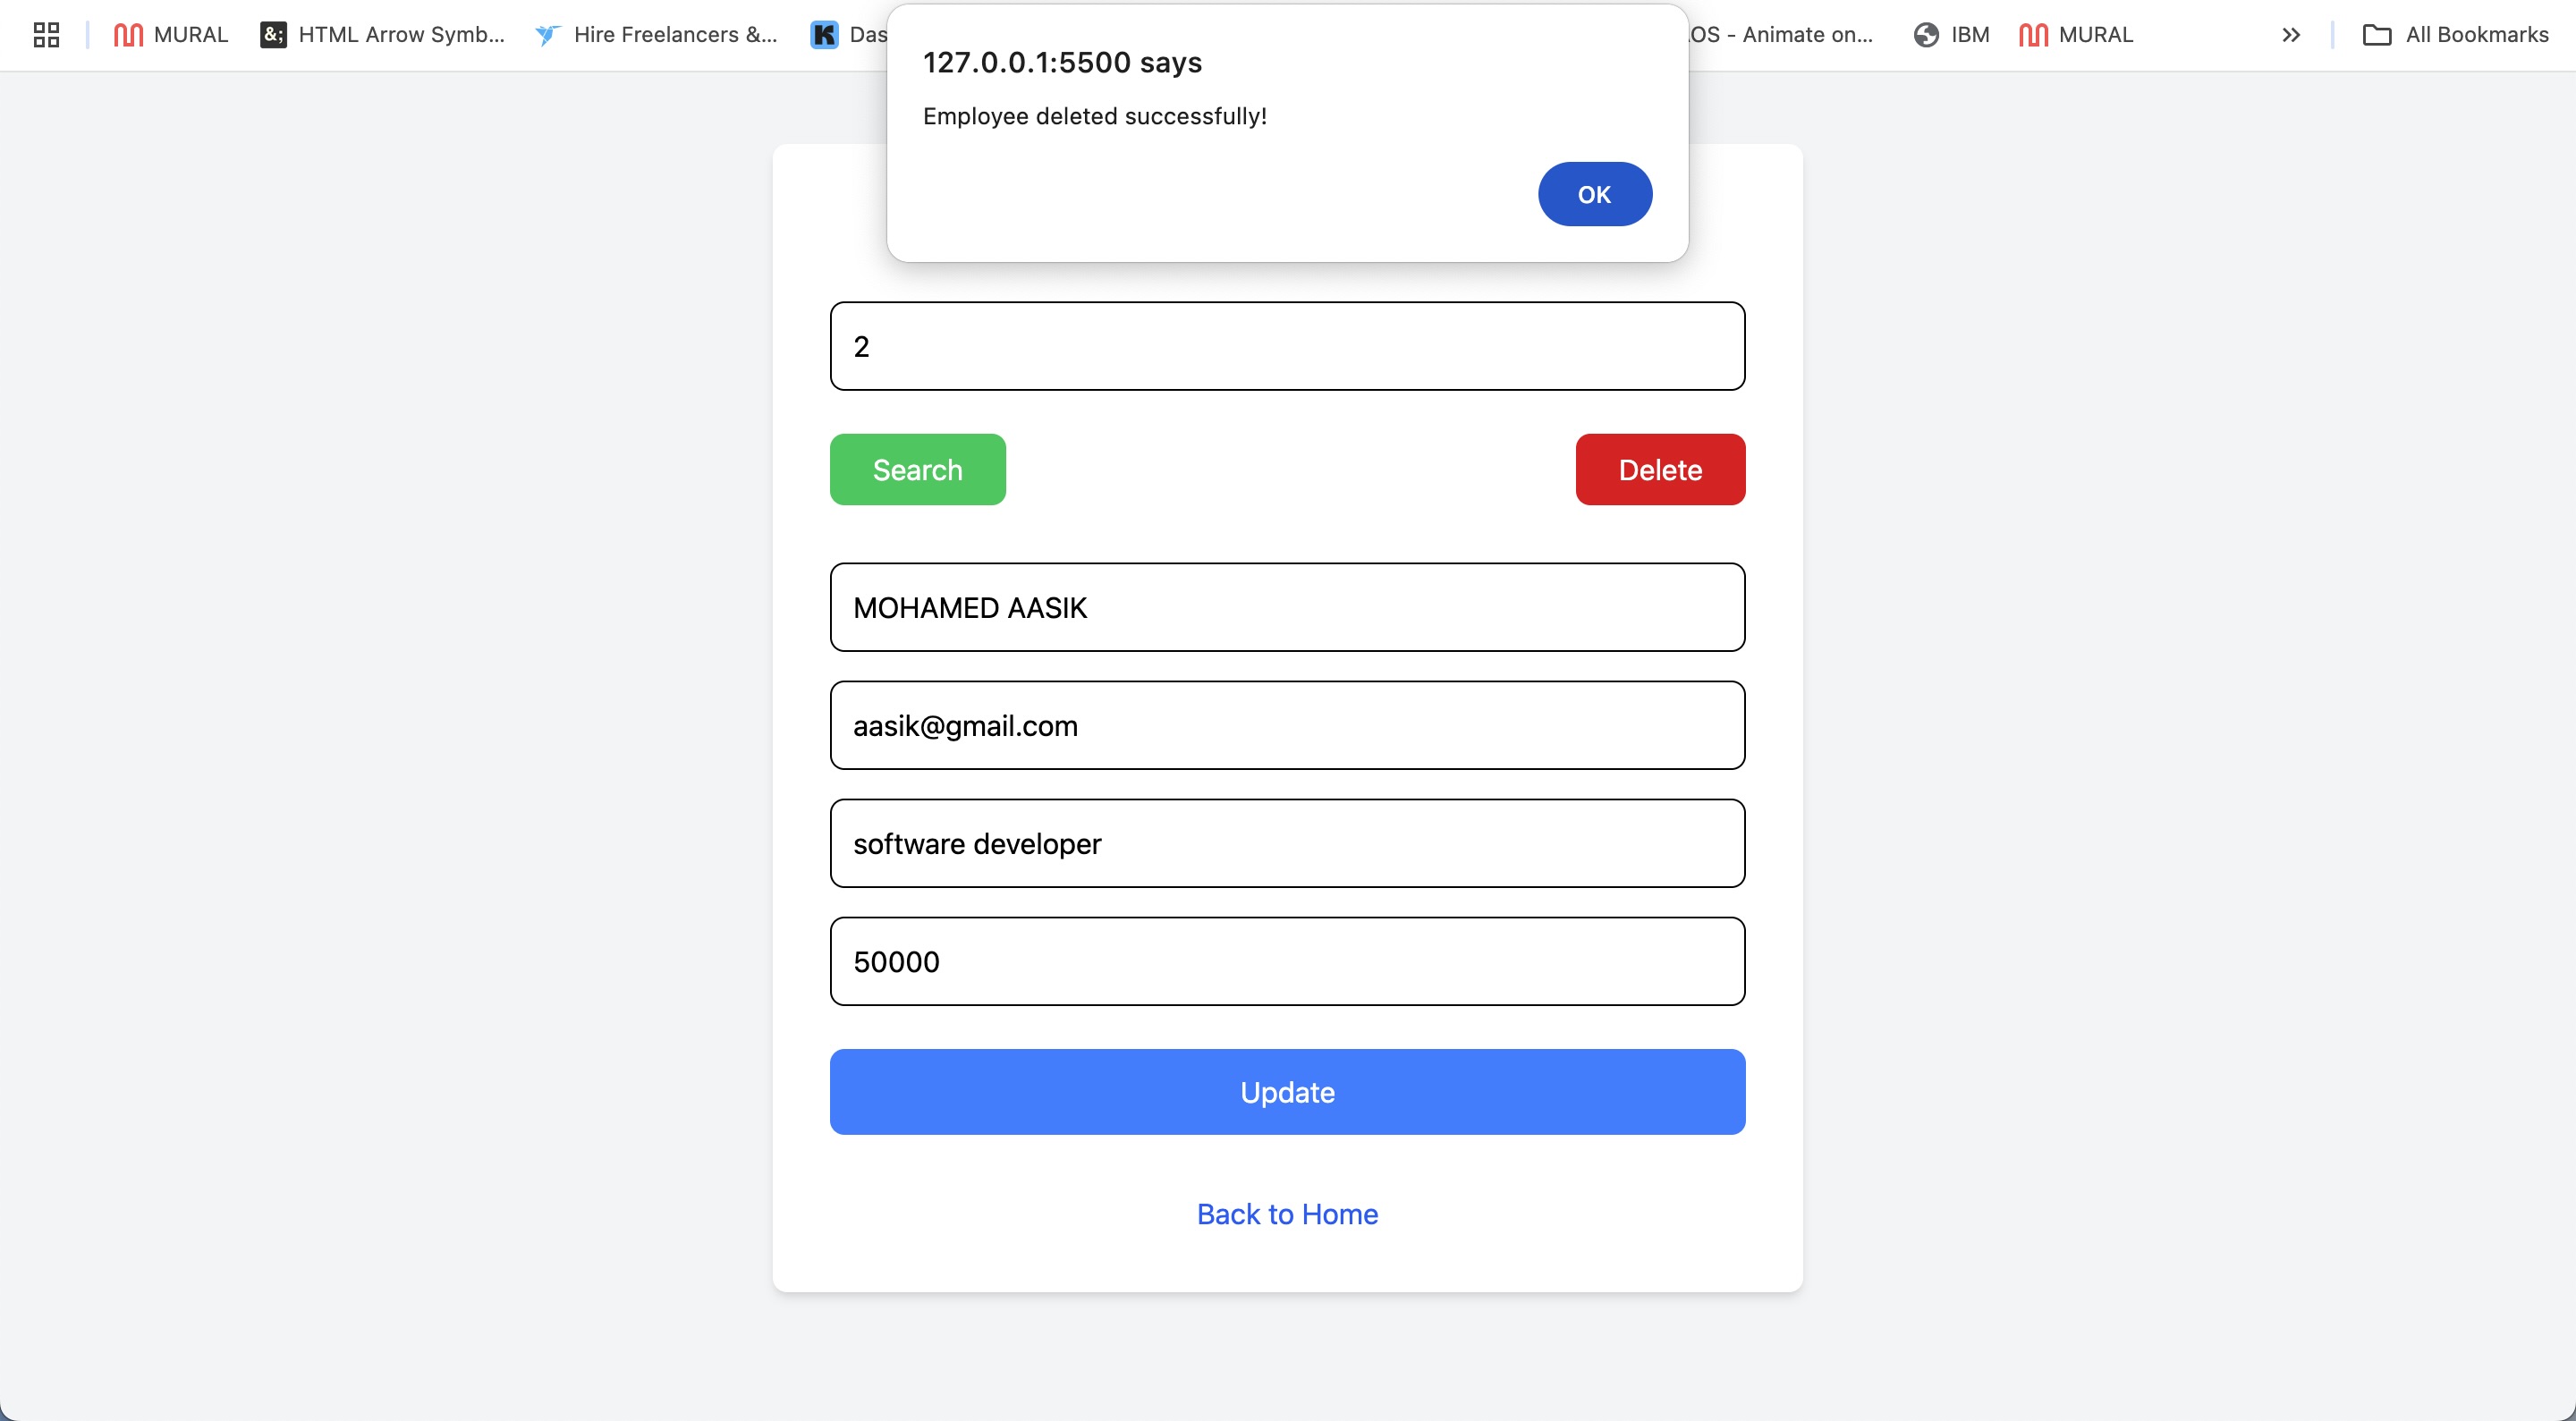 MURAL &; HTML Arrow Symb... Hire Freelancers &... K OS - Animate on... IBM MURAL » All Bookmarks
127.0.0.1:5500 says
Employee deleted successfully!
OK
2
Search Delete
MOHAMED AASIK
aasik@gmail.com
software developer
50000
Update
Back to Home